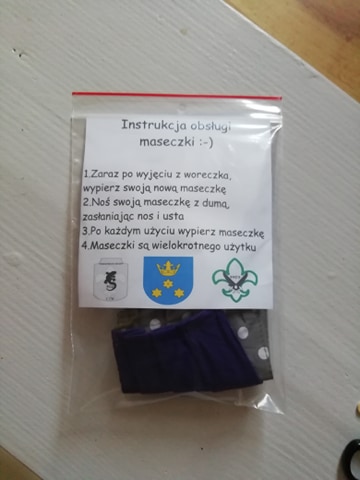 Instrukcja obsługi
maseczki :-)
1.Zaraz po wyjęciu z woreczka,
wypierz swoją nową maseczkę
2.Noś swoją maseczkę z dumą,
zasłaniając nos i usta
3.Po każdym użyciu wypierz maseczkę
4.Maseczki są wielokrotnego użytku